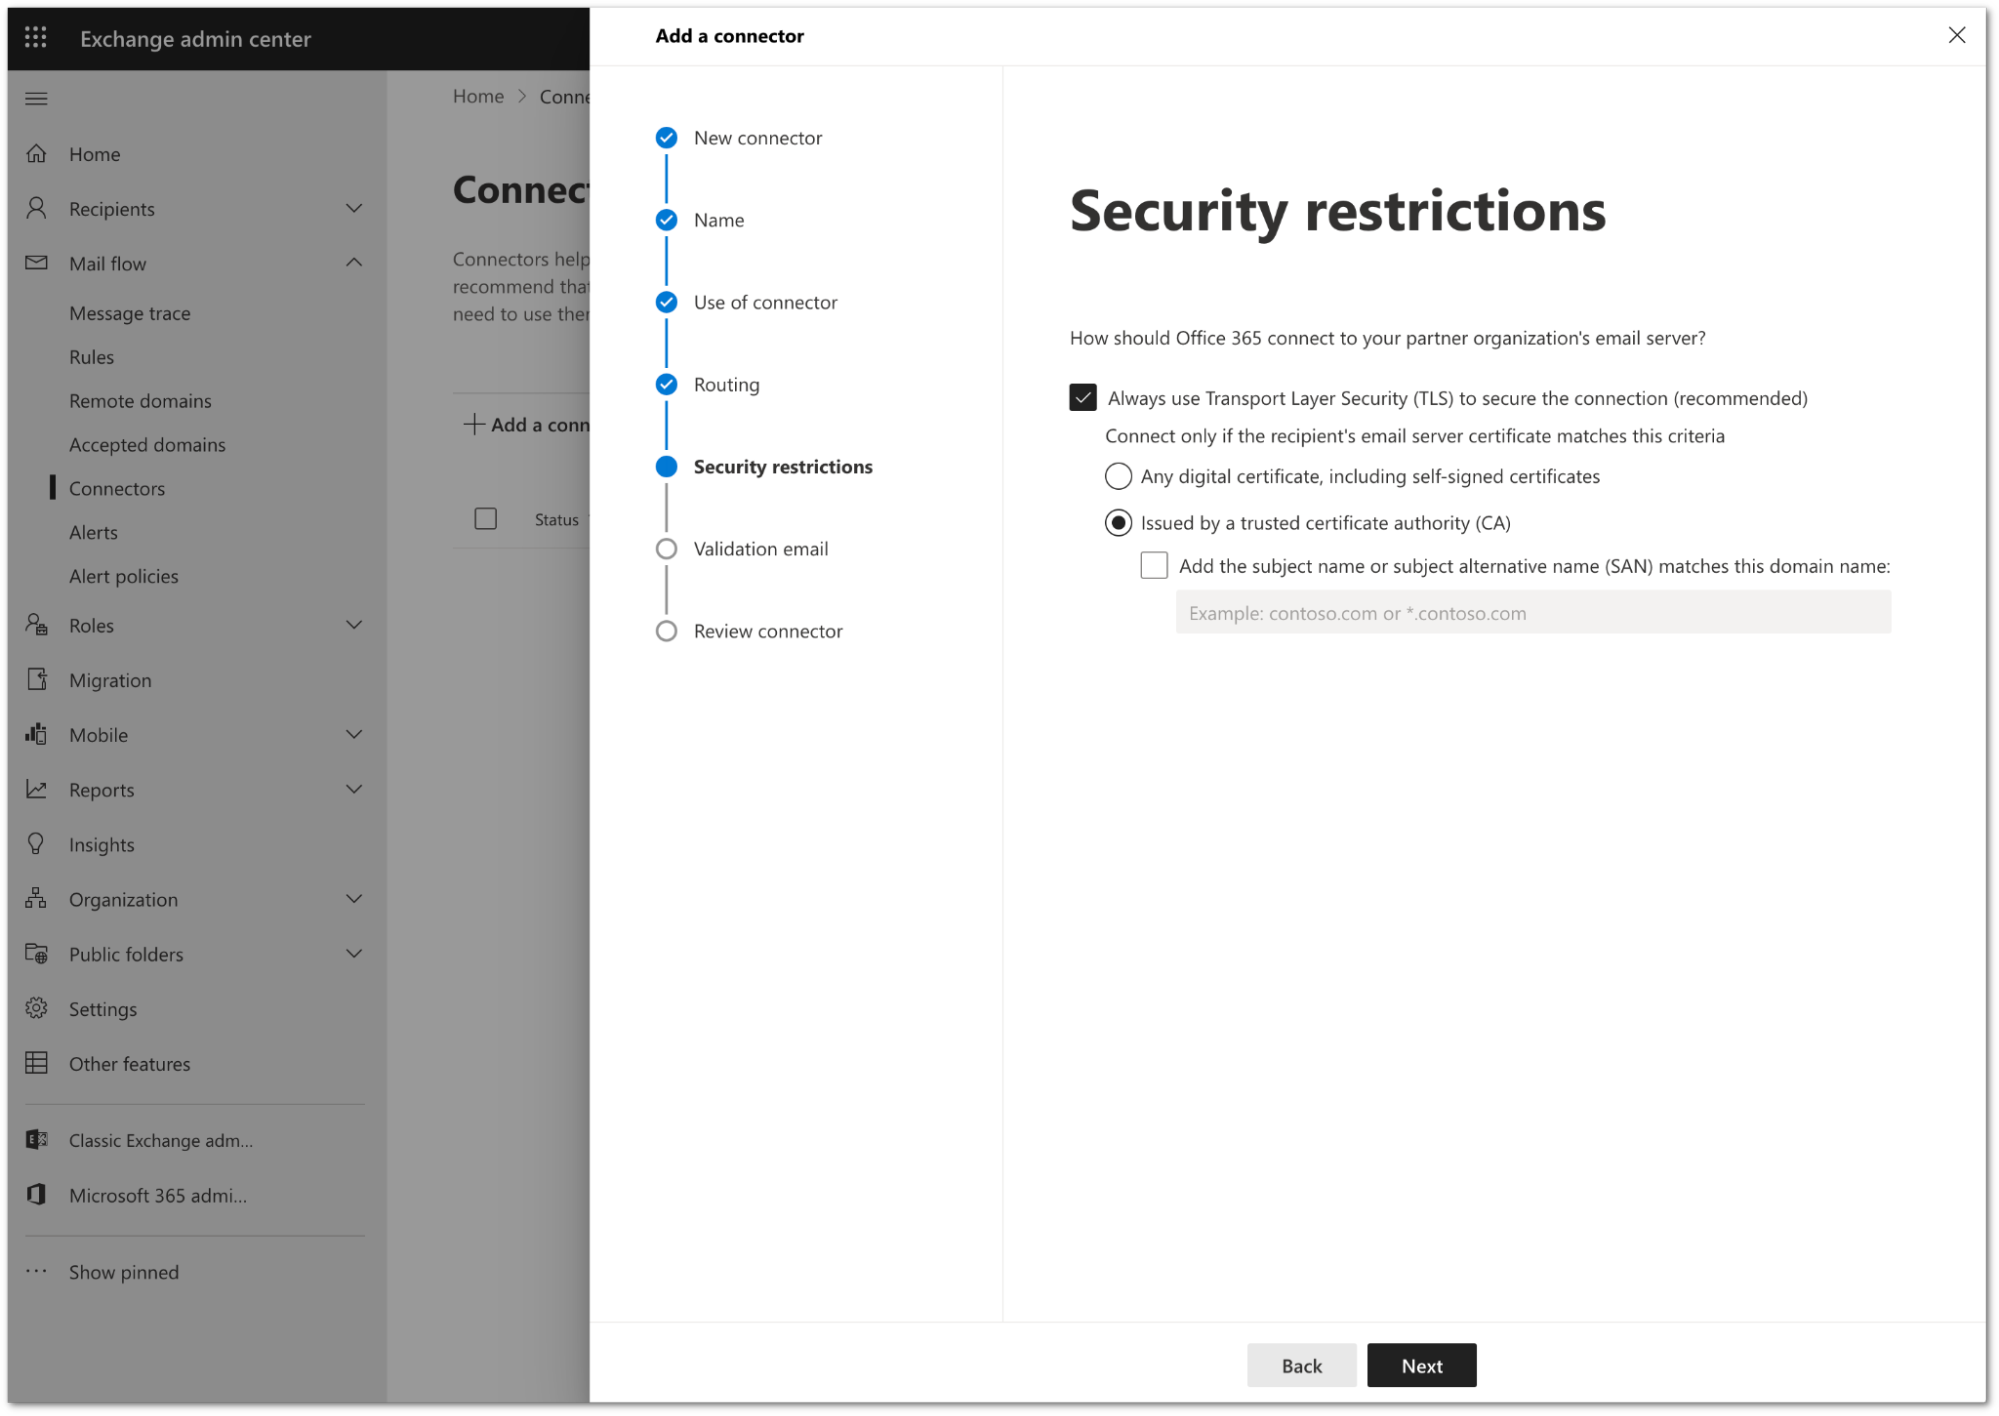 Exchange admin center
Home
Recipients
Mail flow
Message trace
Rules
Remote domains
Accepted domains
Connectors
Alerts
Alert policies
Roles
Migration
Mobile
Reports
Insights
Organization
Public folders
Settings
Other features
Classic Exchange adm...
Microsoft 365 admi...
Show pinned
Home >
Connectors help
recommend
need to use
Add a
Status
Add a connector
New connector
Name
Use of connector
Routing
Security restrictions
Validation email
Review connector
Security restrictions
How should Office 365 connect to your partner organization's email server?
Always use Transport Layer Security (TLS) to secure the connection (recommended)
Connect only if the recipient's email server certificate matches this criteria
Any digital certificate, including self-signed certificates
Issued by a trusted certificate authority (CA)
Add the subject name or subject alternative name (SAN) matches this domain name:
Example: contoso.com or *.contoso.com
Back
Next